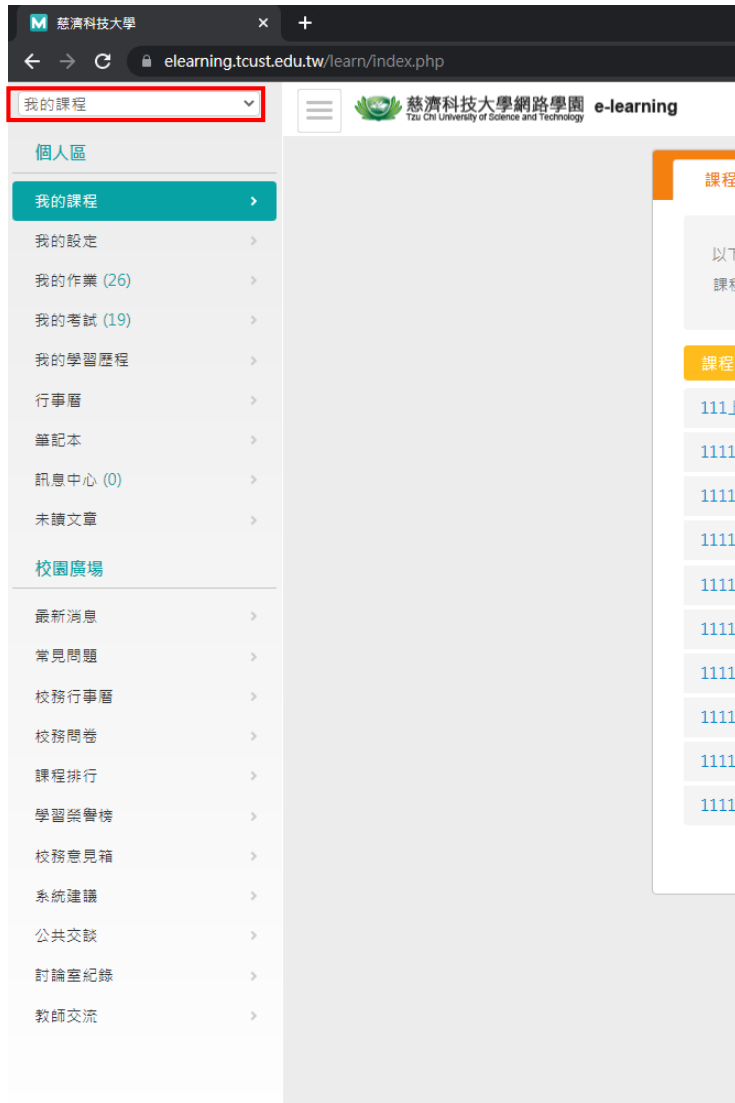 慈濟科技大學
elearning.tcust.edu.tw/learn/index.php
我的課程
慈濟科技大學網路學園 e-learning
Tzu Chi University of Science and Technology
個人區
我的課程
我的設定
我的作業 (26)
我的考試 (19)
我的學習歷程
行事曆
筆記本
訊息中心 (0)
未讀文章
校園廣場
最新消息
常見問題
校務行事曆
校務問卷
課程排行
學習榮譽榜
校務意見箱
系統建議
公共交談
討論室紀錄
教師交流
課程
以下
課程
課程
111上
1111
1111
1111
1111
1111
1111
1111
1111
1111